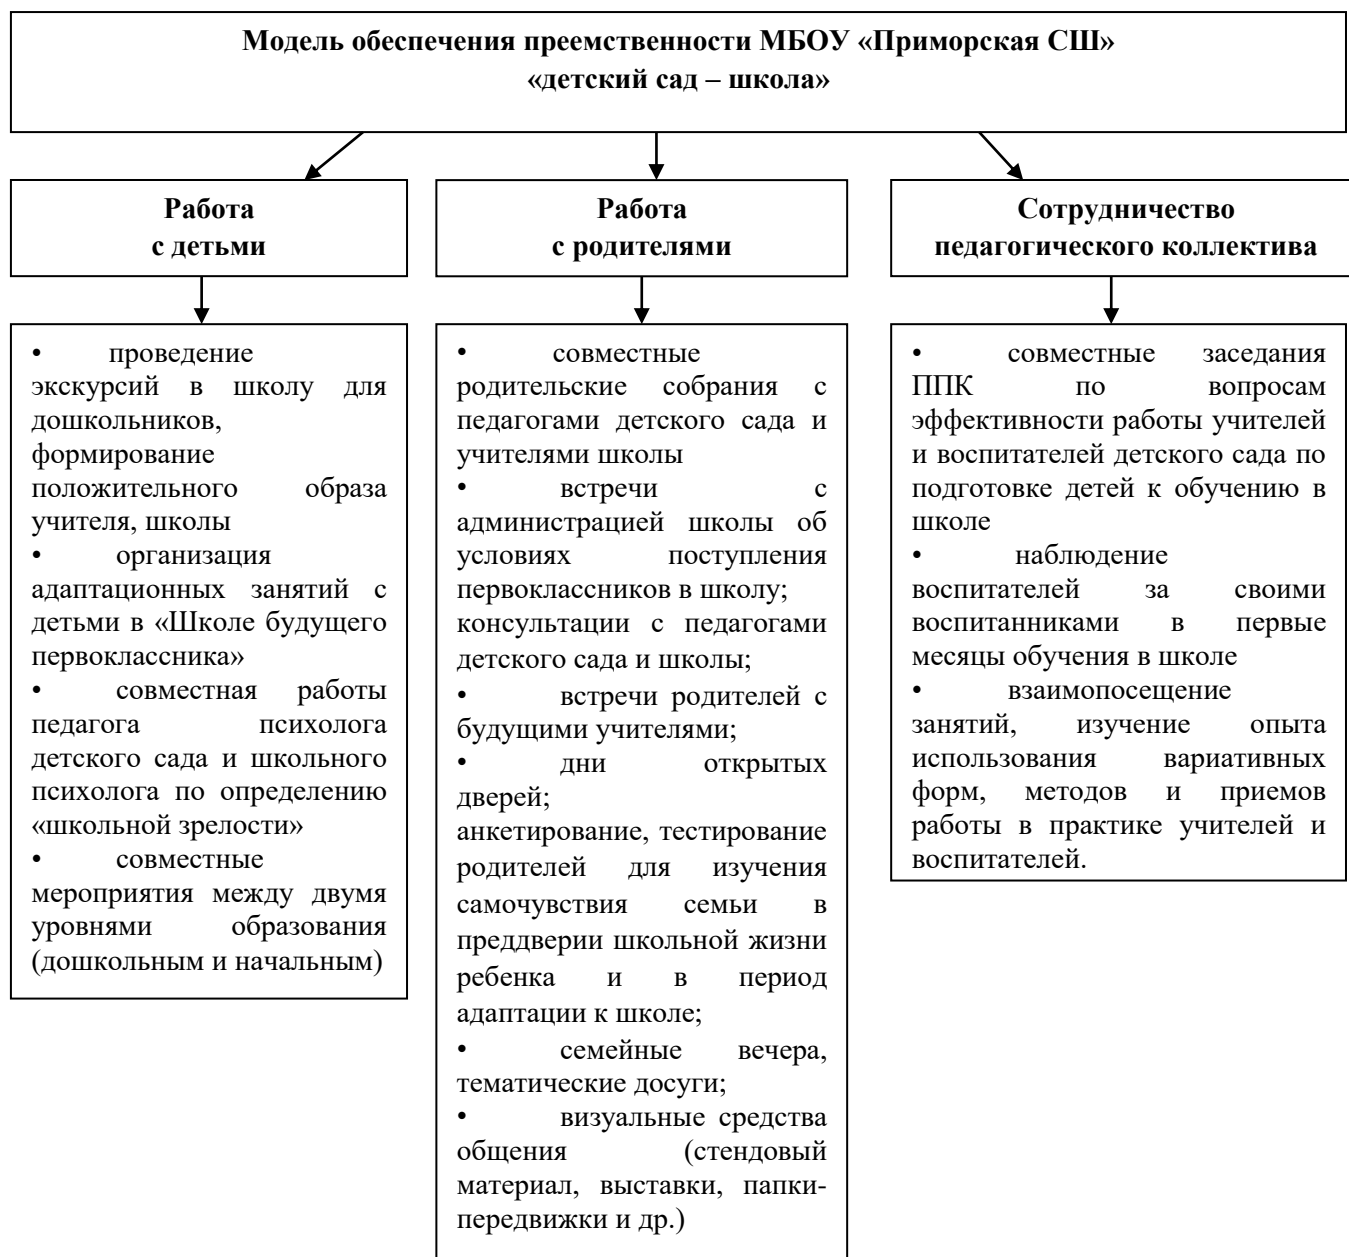 Модель обеспечения преемственности МБОУ «Приморская СШ»
«детский сад – школа»
Работа
с детьми
Работа
с родителями
Сотрудничество
педагогического коллектива
• проведение
экскурсий в школу для
дошкольников,
формирование
положительного образа
учителя, школы
• организация
адаптационных занятий с
детьми в «Школе будущего
первоклассника»
• совместная работы
педагога психолога
детского сада и школьного
психолога по определению
«школьной зрелости»
• совместные
мероприятия между двумя
уровнями образования
(дошкольным и начальным)
• совместные
родительские собрания с
педагогами детского сада и
учителями школы
• встречи с
администрацией школы об
условиях поступления
первоклассников в школу;
консультации с педагогами
детского сада и школы;
• встречи родителей с
будущими учителями;
• дни открытых
дверей;
анкетирование, тестирование
родителей для изучения
самочувствия семьи в
преддверии школьной жизни
ребенка и в период
адаптации к школе;
• семейные вечера,
тематические досуги;
• визуальные средства
общения (стендовый
материал, выставки, папки-
передвижки и др.)
• совместные заседания
ППК по вопросам
эффективности работы учителей
и воспитателей детского сада по
подготовке детей к обучению в
школе
• наблюдение
воспитателей за своими
воспитанниками в первые
месяцы обучения в школе
• взаимопосещение
занятий, изучение опыта
использования вариативных
форм, методов и приемов
работы в практике учителей и
воспитателей.